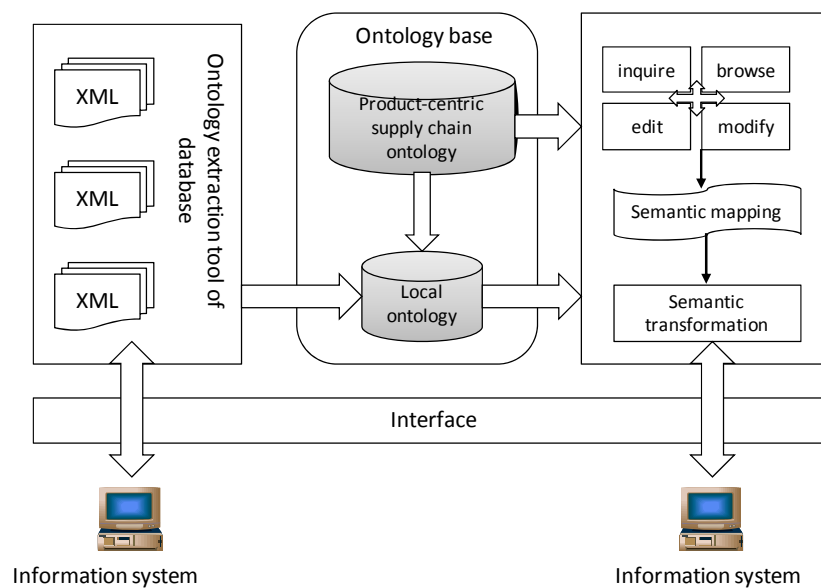 XML
XML
XML
Ontology extraction tool of
database
Ontology base
Product-centric
supply chain
ontology
Local
ontology
inquire
browse
edit
modify
Semantic mapping
Semantic
transformation
Interface
Information system
Information system